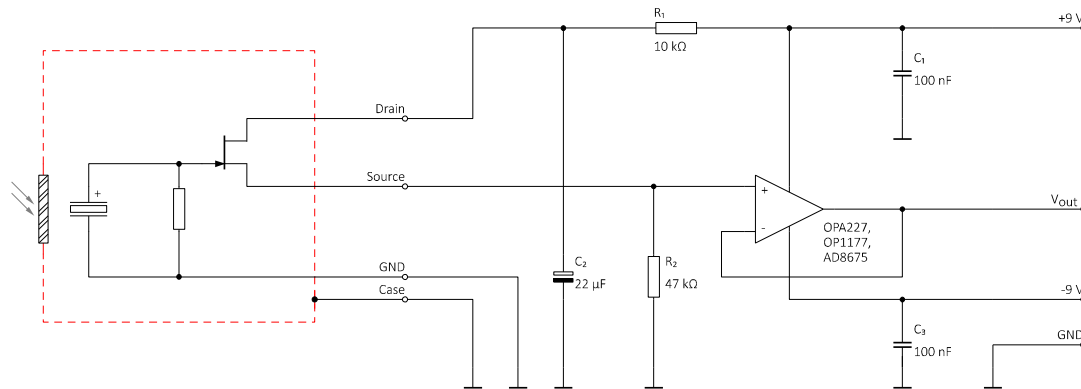 R₁
10 kΩ
+9 V
C₁
100 nF
Drain
+
Source
+
-
Vout
OPA227,
OP1177,
AD8675
GND
C₂
22 µF
R₂
47 kΩ
Case
-9 V
C₃
100 nF
GND